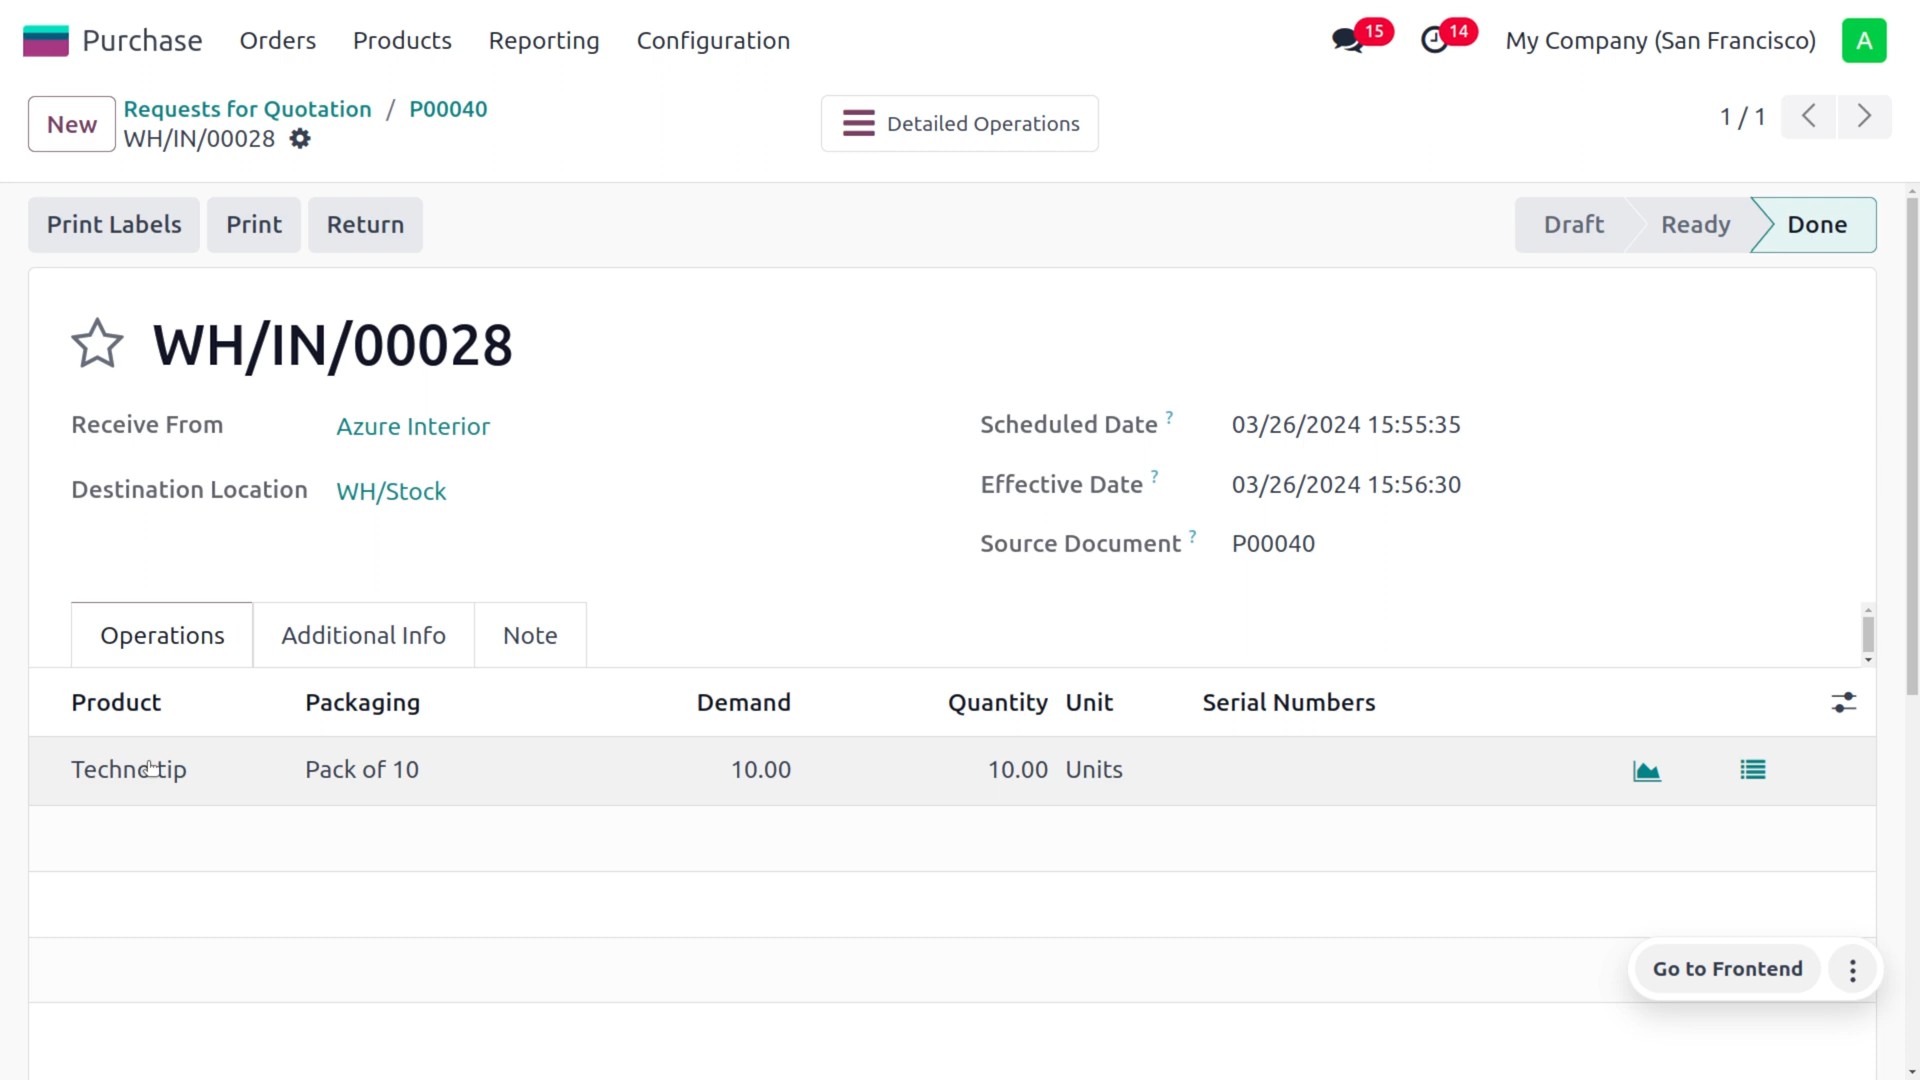 Purchase Orders Products Reporting Configuration 15 14 My Company (San Francisco) A
New Requests for Quotation / P00040
WH/IN/00028
Detailed Operations
1 / 1
Print Labels Print Return Draft Ready Done
WH/IN/00028
Receive From Azure Interior
Destination Location WH/Stock
Scheduled Date ? 03/26/2024 15:55:35
Effective Date ? 03/26/2024 15:56:30
Source Document ? P00040
Operations Additional Info Note
Product Packaging Demand Quantity Unit Serial Numbers
Techno tip Pack of 10 10.00 10.00 Units
Go to Frontend